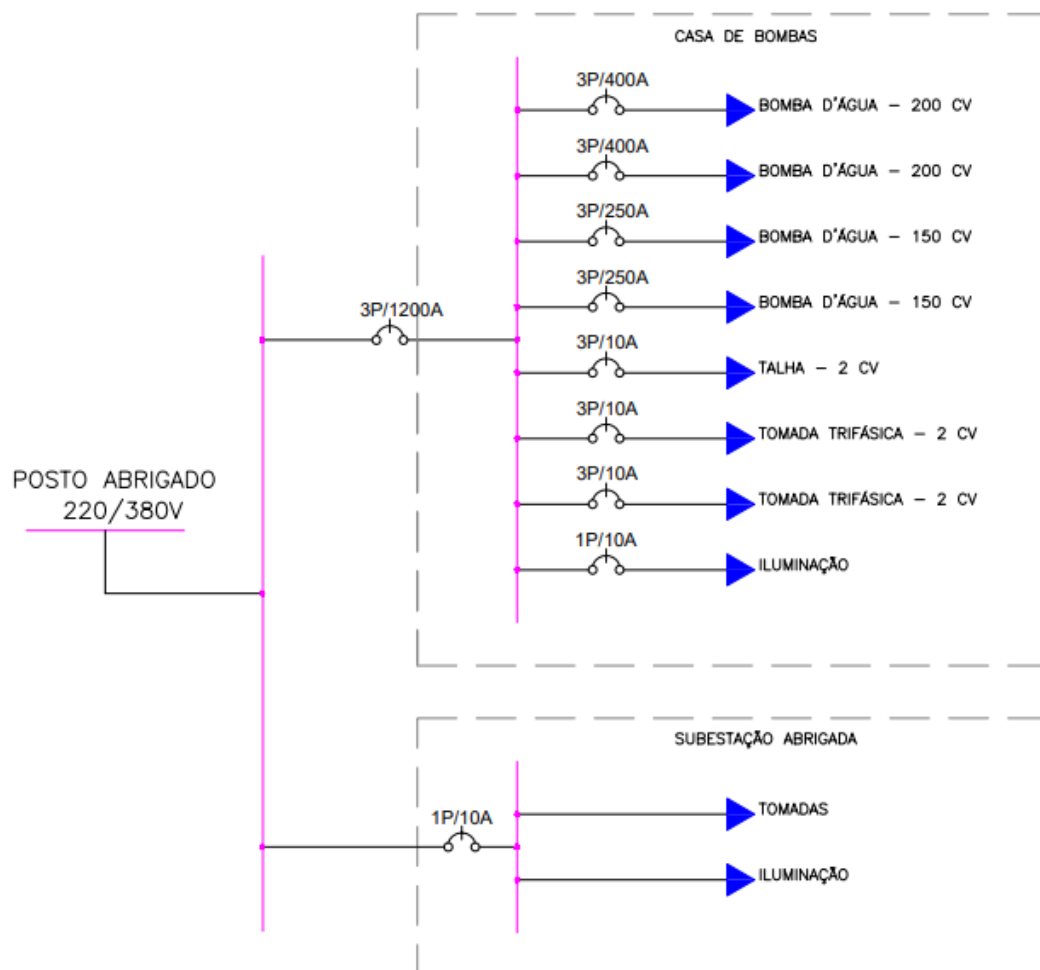 CASA DE BOMBAS
3P/400A
BOMBA D'ÁGUA – 200 CV
3P/400A
BOMBA D'ÁGUA – 200 CV
3P/250A
BOMBA D'ÁGUA – 150 CV
3P/250A
BOMBA D'ÁGUA – 150 CV
3P/1200A
3P/10A
TALHA – 2 CV
3P/10A
TOMADA TRIFÁSICA – 2 CV
POSTO ABRIGADO
220/380V
3P/10A
TOMADA TRIFÁSICA – 2 CV
1P/10A
ILUMINAÇÃO
SUBESTAÇÃO ABRIGADA
1P/10A
TOMADAS
ILUMINAÇÃO